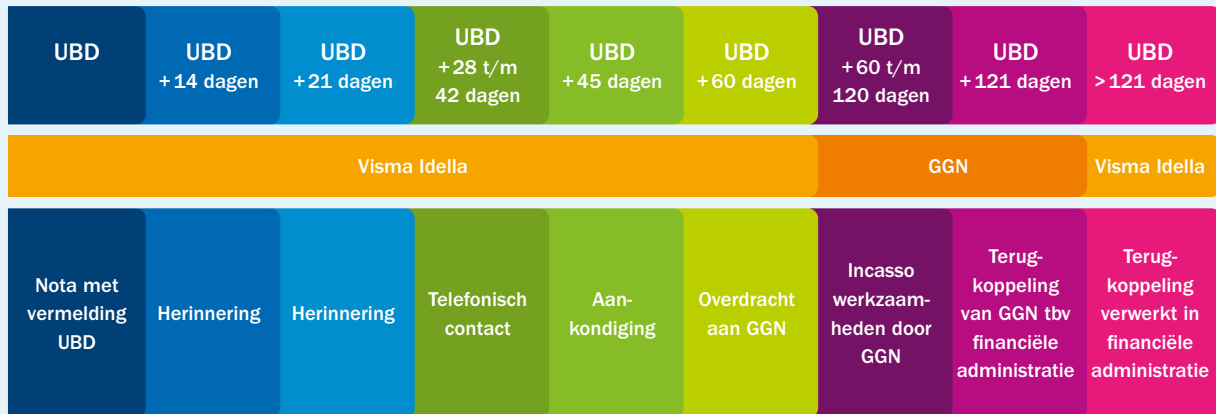 UBD
UBD
+14 dagen
UBD
+21 dagen
UBD
+28 t/m
42 dagen
UBD
+45 dagen
UBD
+60 dagen
UBD
+60 t/m
120 dagen
UBD
+121 dagen
UBD
>121 dagen
Visma Idella
GGN
Visma Idella
Nota met
vermelding
UBD
Herinnering
Herinnering
Telefonisch
contact
Aan-
kondiging
Overdracht
aan GGN
Incasso
werkzaam-
heden door
GGN
Terug-
koppeling
van GGN tbv
financiële
administratie
Terug-
koppeling
verwerkt in
financiële
administratie